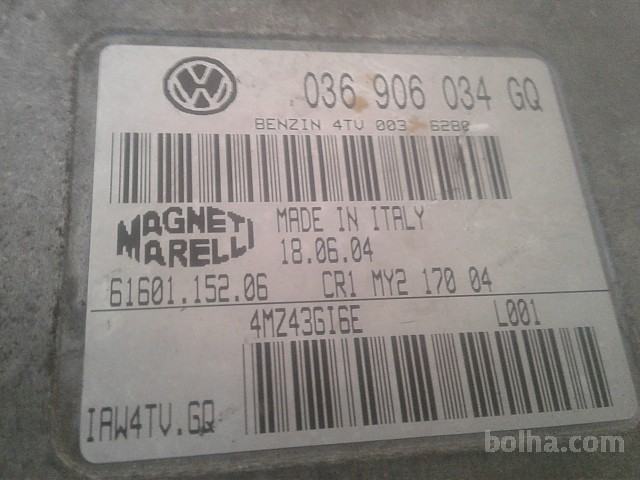 VW 036 906 034 GQ
BENZIN 4TV 003 6280
MAGNETI MARELLI
MADE IN ITALY
18.06.04
61601.152.06 CR1 MY2 170 04
4MZ43GI6E L001
IAW4TV.GQ
bolha.com